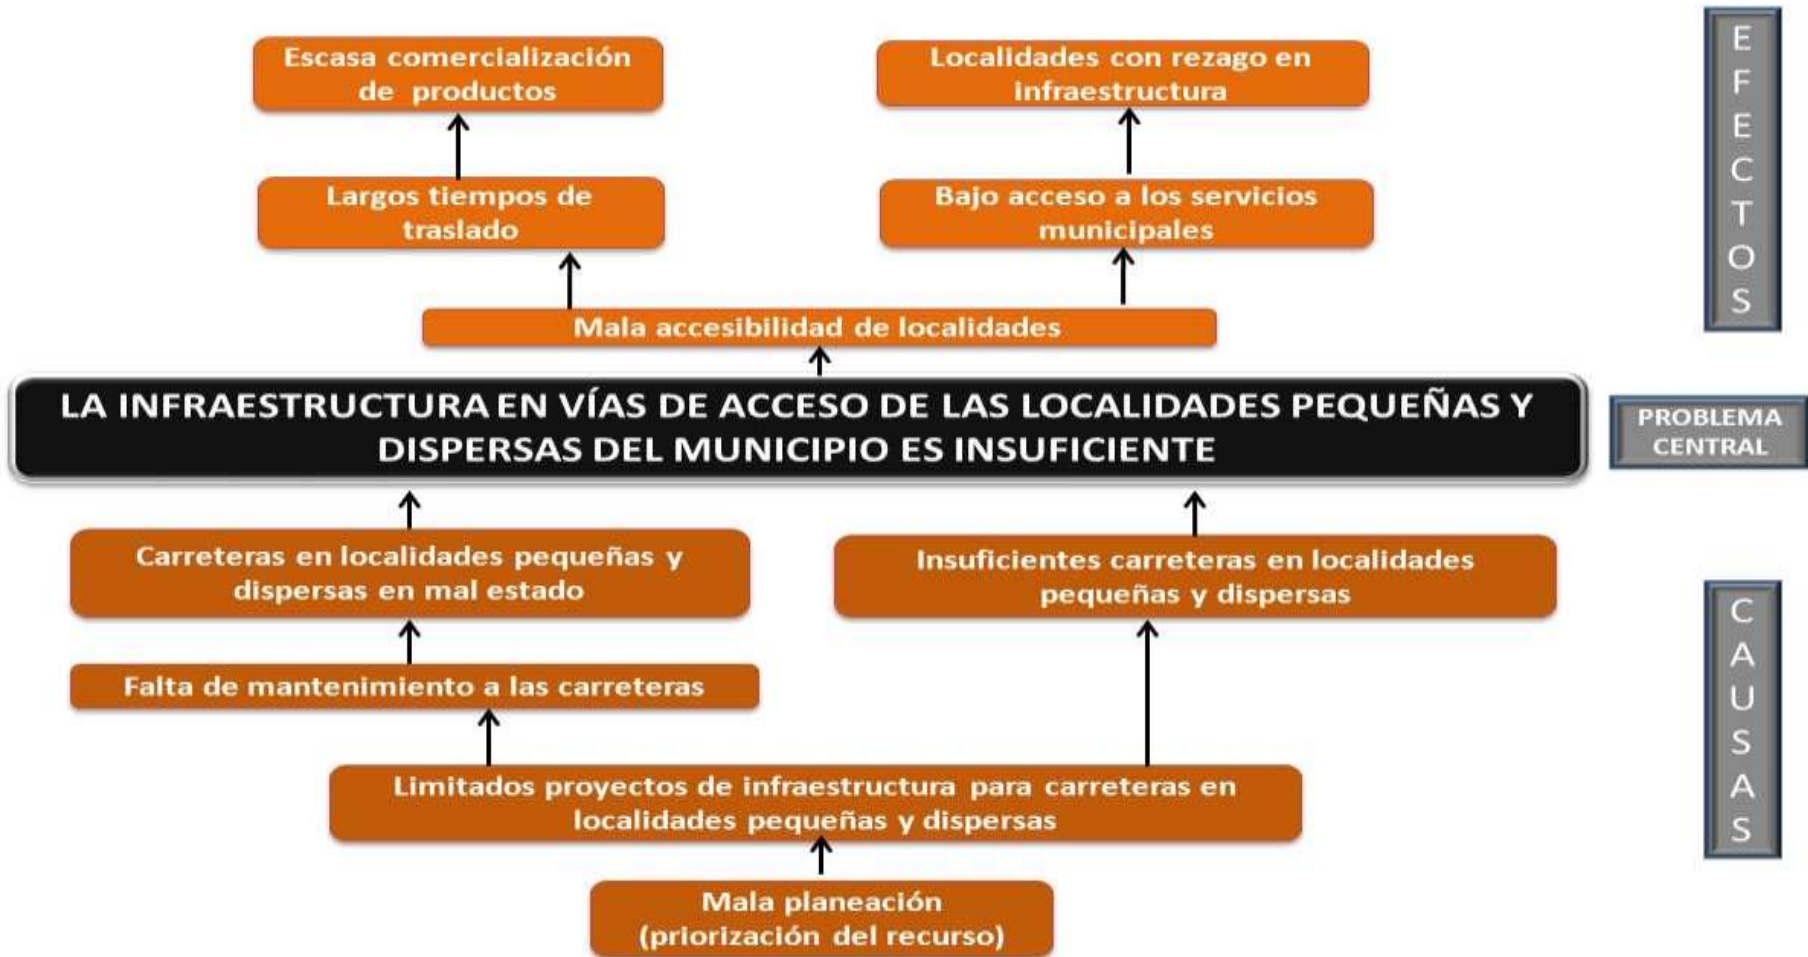 Escasa comercialización
de productos
Localidades con rezago en
infraestructura
Largos tiempos de
traslado
Bajo acceso a los servicios
municipales
Mala accesibilidad de localidades
EFECTOS
LA INFRAESTRUCTURA EN VÍAS DE ACCESO DE LAS LOCALIDADES PEQUEÑAS Y
DISPERSAS DEL MUNICIPIO ES INSUFICIENTE
PROBLEMA
CENTRAL
Carreteras en localidades pequeñas y
dispersas en mal estado
Insuficientes carreteras en localidades
pequeñas y dispersas
Falta de mantenimiento a las carreteras
Limitados proyectos de infraestructura para carreteras en
localidades pequeñas y dispersas
Mala planeación
(priorización del recurso)
CAUSAS